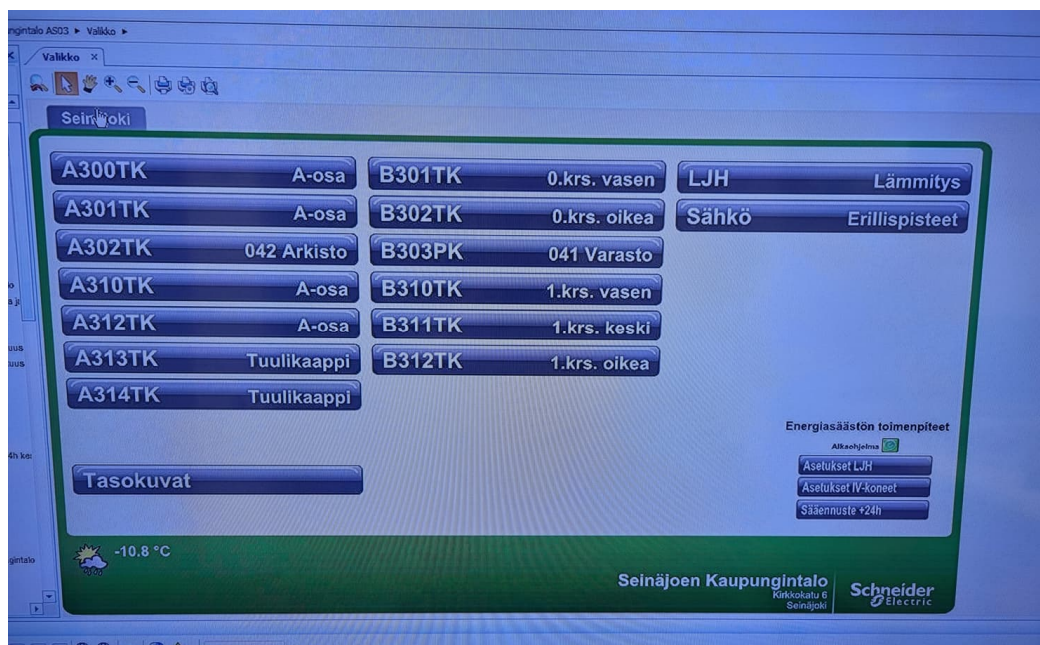 ngintalo AS03 ▸ Valikko ▸
Valikko ×
Seinäjoki
A300TK A-osa
A301TK A-osa
A302TK 042 Arkisto
A310TK A-osa
A312TK A-osa
A313TK Tuulikaappi
A314TK Tuulikaappi
Tasokuvat
B301TK 0.krs. vasen
B302TK 0.krs. oikea
B303PK 041 Varasto
B310TK 1.krs. vasen
B311TK 1.krs. keski
B312TK 1.krs. oikea
LJH Lämmitys
Sähkö Erillispisteet
Energiasäästön toimenpiteet
Aikaohjelma
Asetukset LJH
Asetukset IV-koneet
Sääennuste +24h
-10.8 °C
Seinäjoen Kaupungintalo
Kirkkokatu 6
Seinäjoki
Schneider
Electric